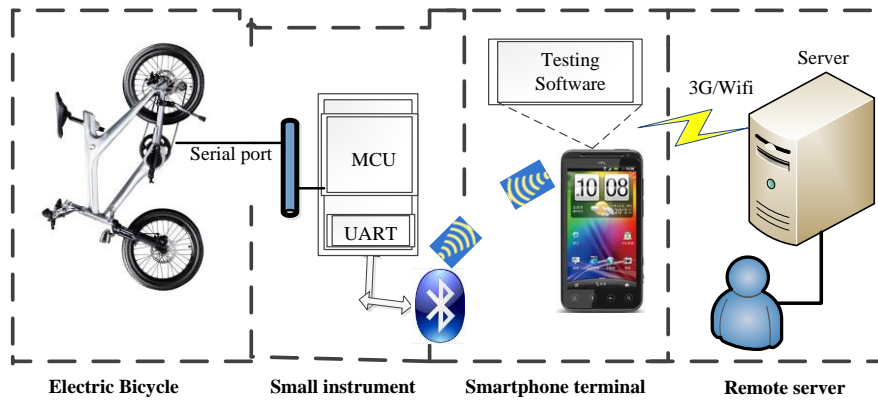 Testing
Software
Server
3G/Wifi
Serial port
MCU
UART
10 08
Electric Bicycle
Small instrument
Smartphone terminal
Remote server